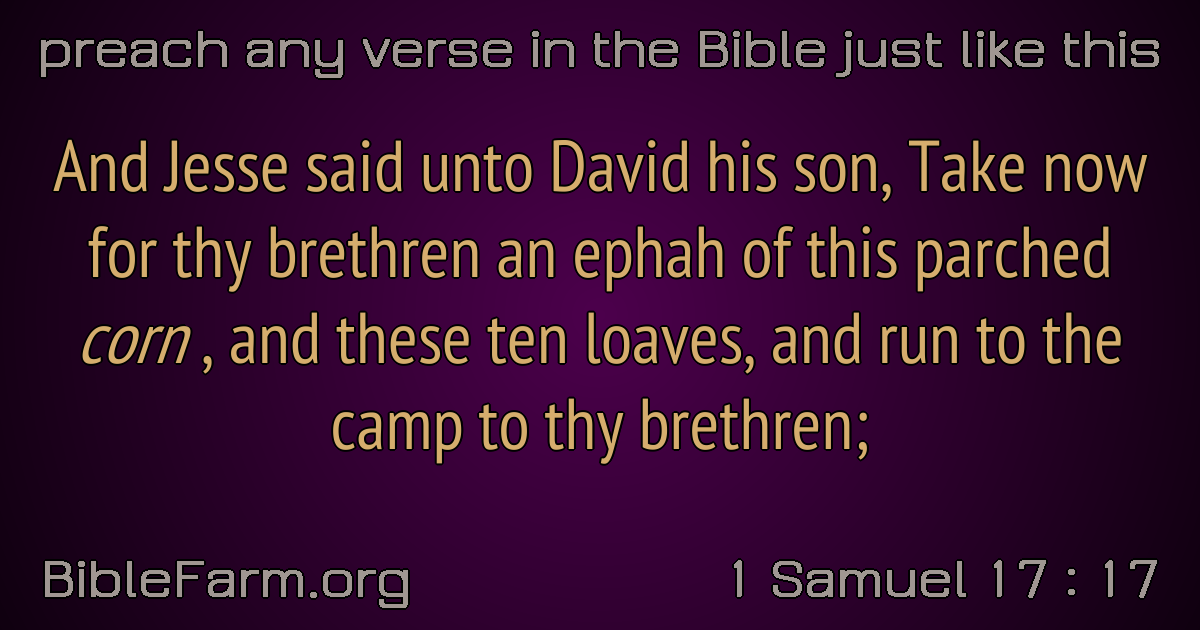 preach any verse in the Bible just like this
And Jesse said unto David his son, Take now
for thy brethren an ephah of this parched
corn , and these ten loaves, and run to the
camp to thy brethren;
BibleFarm.org
1 Samuel 17 : 17